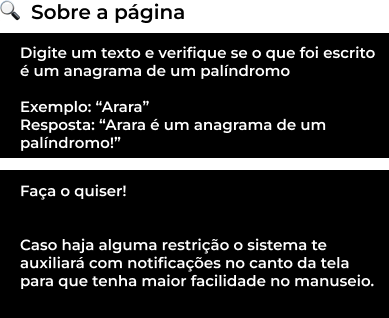 Sobre a página
Digite um texto e verifique se o que foi escrito
é um anagrama de um palíndromo
Exemplo: “Arara”
Resposta: “Arara é um anagrama de um
palíndromo!”
Faça o quiser!
Caso haja alguma restrição o sistema te
auxiliará com notificações no canto da tela
para que tenha maior facilidade no manuseio.